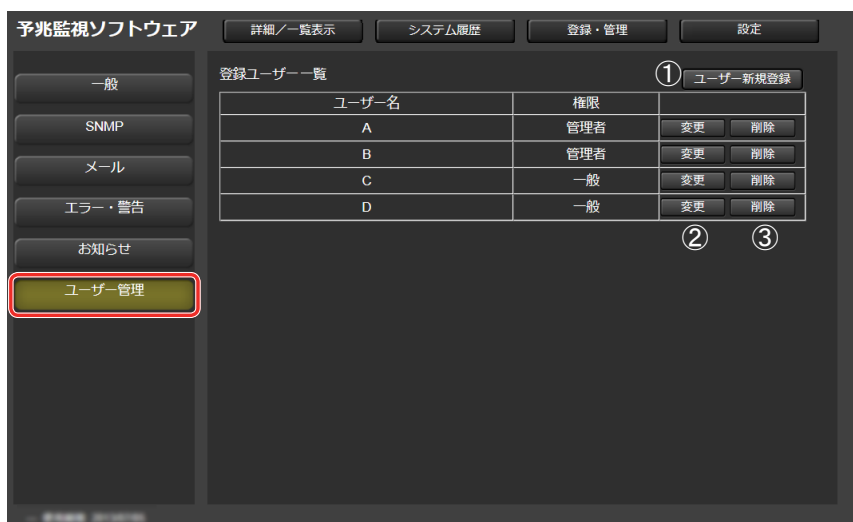 予兆監視ソフトウェア 詳細／一覧表示 システム履歴 登録・管理 設定
一般
SNMP
メール
エラー・警告
お知らせ
ユーザー管理
登録ユーザー一覧
① ユーザー新規登録
ユーザー名 権限
A 管理者 変更 削除
B 管理者 変更 削除
C 一般 変更 削除
D 一般 変更 削除
② ③